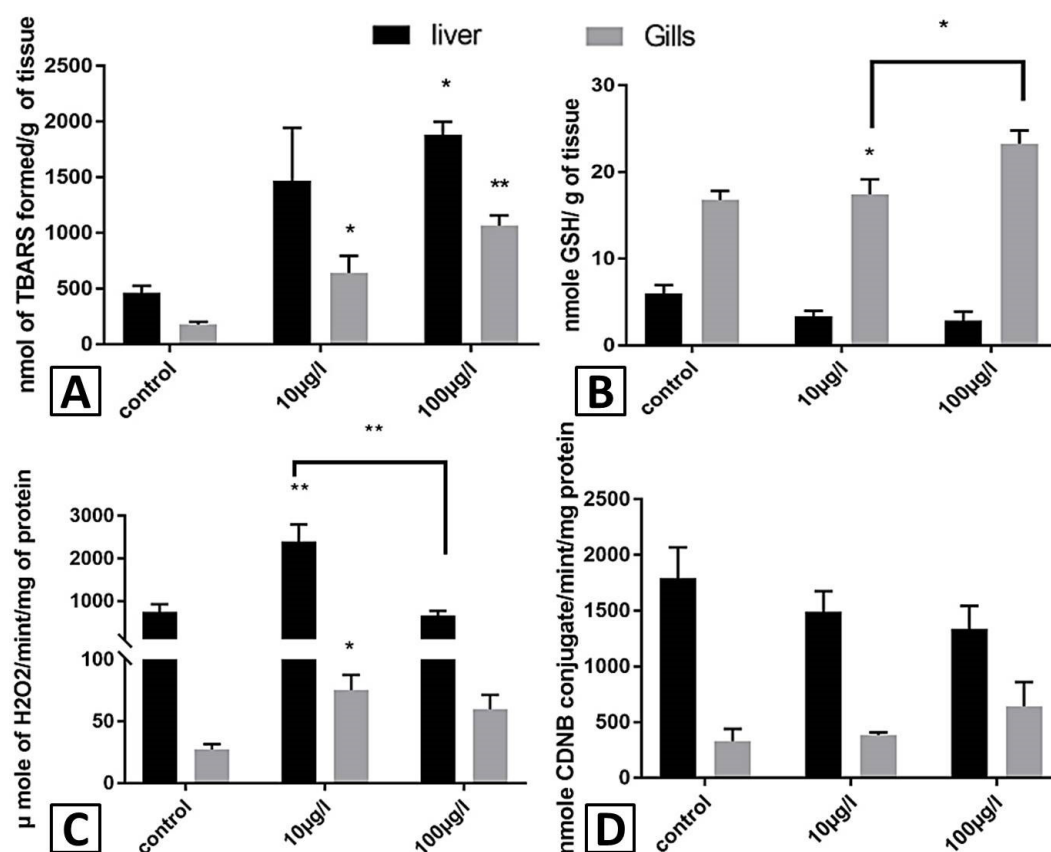 liver
Gills
nmol of TBARS formed/g of tissue
2500
2000
1500
1000
500
0
*
*
**
control
10µg/l
100µg/l
A
nmole GSH/ g of tissue
30
20
10
0
*
*
control
10µg/l
100µg/l
B
µ mole of H2O2/mint/mg of protein
3000
2000
1000
100
50
0
**
**
*
control
10µg/l
100µg/l
C
nmole CDNB conjugate/mint/mg protein
2500
2000
1500
1000
500
0
control
10µg/l
100µg/l
D